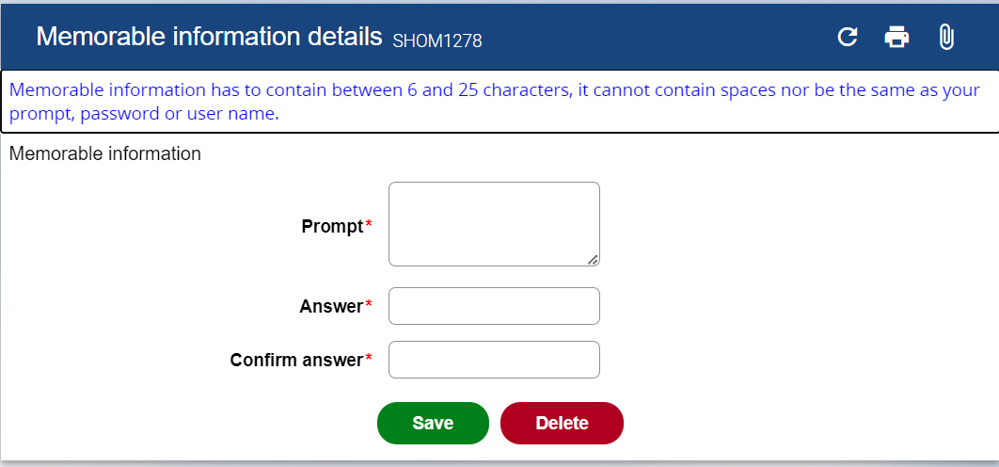 Memorable information details SHOM1278
Memorable information has to contain between 6 and 25 characters, it cannot contain spaces nor be the same as your
prompt, password or user name.
Memorable information
Prompt*
Answer*
Confirm answer*
Save Delete